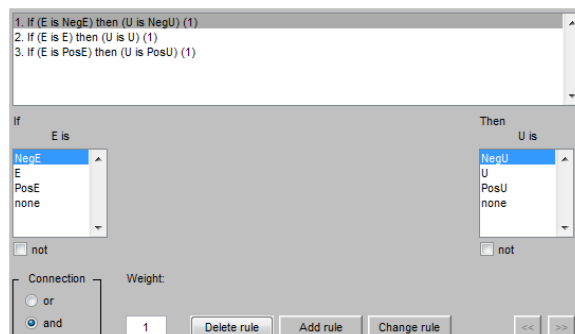 1. If (E is NegE) then (U is NegU) (1)
2. If (E is E) then (U is U) (1)
3. If (E is PosE) then (U is PosU) (1)
If
Then
E is
U is
NegE
E
PosE
none
NegU
U
PosU
none
not
not
Connection
Weight:
or
and
1
Delete rule
Add rule
Change rule
<<
>>